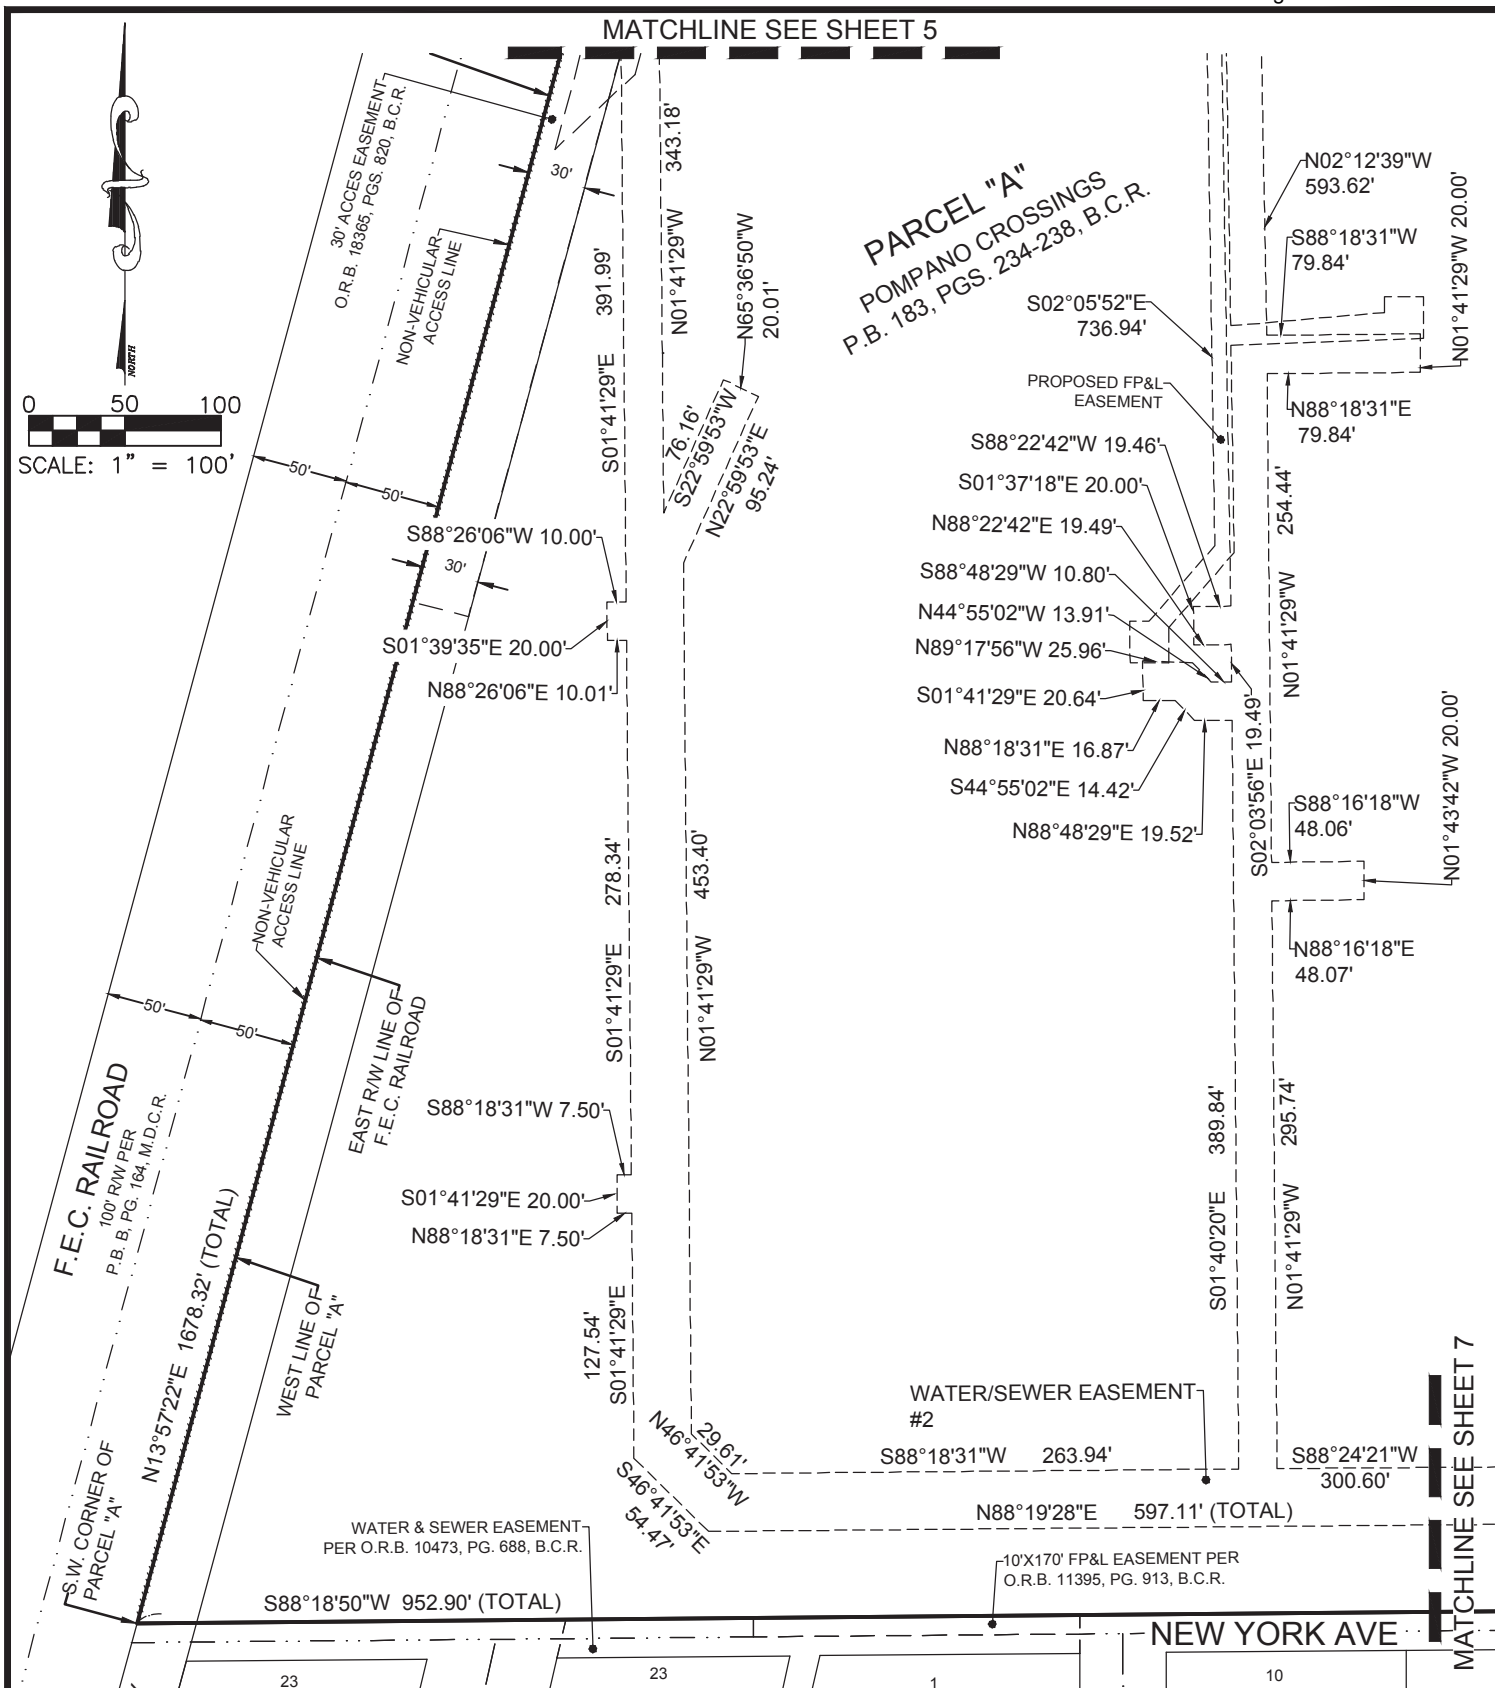 MATCHLINE SEE SHEET 5
30' ACCES EASEMENT
O.R.B. 18365, PGS. 820, B.C.R.
NON-VEHICULAR
ACCESS LINE
30'
343.18'
N01°41'29"W
391.99'
S01°41'29"E
N65°36'50"W
20.01'
PARCEL "A"
POMPANO CROSSINGS
P.B. 183, PGS. 234-238, B.C.R.
N02°12'39"W
593.62'
S88°18'31"W
79.84'
N01°41'29"W 20.00'
S02°05'52"E
736.94'
PROPOSED FP&L
EASEMENT
N88°18'31"E
79.84'
NORTH
0 50 100
SCALE: 1" = 100'
50'
50'
76.16'
S22°59'53"W
N22°59'53"E
95.24'
S88°26'06"W 10.00'
30'
S01°39'35"E 20.00'
N88°26'06"E 10.01'
S88°22'42"W 19.46'
S01°37'18"E 20.00'
N88°22'42"E 19.49'
S88°48'29"W 10.80'
N44°55'02"W 13.91'
N89°17'56"W 25.96'
S01°41'29"E 20.64'
N88°18'31"E 16.87'
S44°55'02"E 14.42'
N88°48'29"E 19.52'
254.44'
N01°41'29"W
S02°03'56"E 19.49'
S88°16'18"W
48.06'
N01°43'42"W 20.00'
N88°16'18"E
48.07'
NON-VEHICULAR
ACCESS LINE
278.34'
S01°41'29"E
453.40'
N01°41'29"W
50'
50'
EAST R/W LINE OF
F.E.C. RAILROAD
F.E.C. RAILROAD
100' R/W PER
P.B. B, PG. 164, M.D.C.R.
S88°18'31"W 7.50'
S01°41'29"E 20.00'
N88°18'31"E 7.50'
389.84'
S01°40'20"E
295.74'
N01°41'29"W
N13°57'22"E 1678.32' (TOTAL)
WEST LINE OF
PARCEL "A"
127.54'
S01°41'29"E
WATER/SEWER EASEMENT
#2
29.61'
N46°41'53"W
S46°41'53"E
54.47'
S88°18'31"W 263.94'
S88°24'21"W
300.60'
N88°19'28"E 597.11' (TOTAL)
MATCHLINE SEE SHEET 7
S.W. CORNER OF
PARCEL "A"
WATER & SEWER EASEMENT
PER O.R.B. 10473, PG. 688, B.C.R.
10'X170' FP&L EASEMENT PER
O.R.B. 11395, PG. 913, B.C.R.
S88°18'50"W 952.90' (TOTAL)
NEW YORK AVE
23
23
1
10